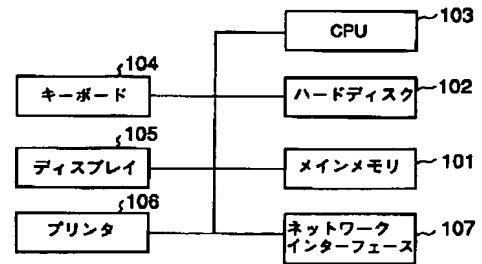 103
CPU
104
キーボード
102
ハードディスク
105
ディスプレイ
101
メインメモリ
106
プリンタ
107
ネットワーク
インターフェース